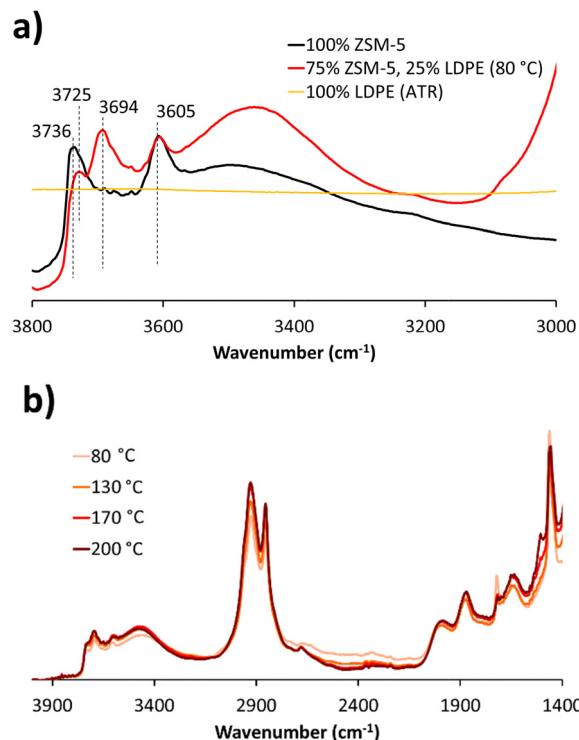 a)
100% ZSM-5
75% ZSM-5, 25% LDPE (80 °C)
100% LDPE (ATR)
3725
3736
3694
3605
3800
3600
3400
3200
3000
Wavenumber (cm⁻¹)
b)
80 °C
130 °C
170 °C
200 °C
3900
3400
2900
2400
1900
1400
Wavenumber (cm⁻¹)